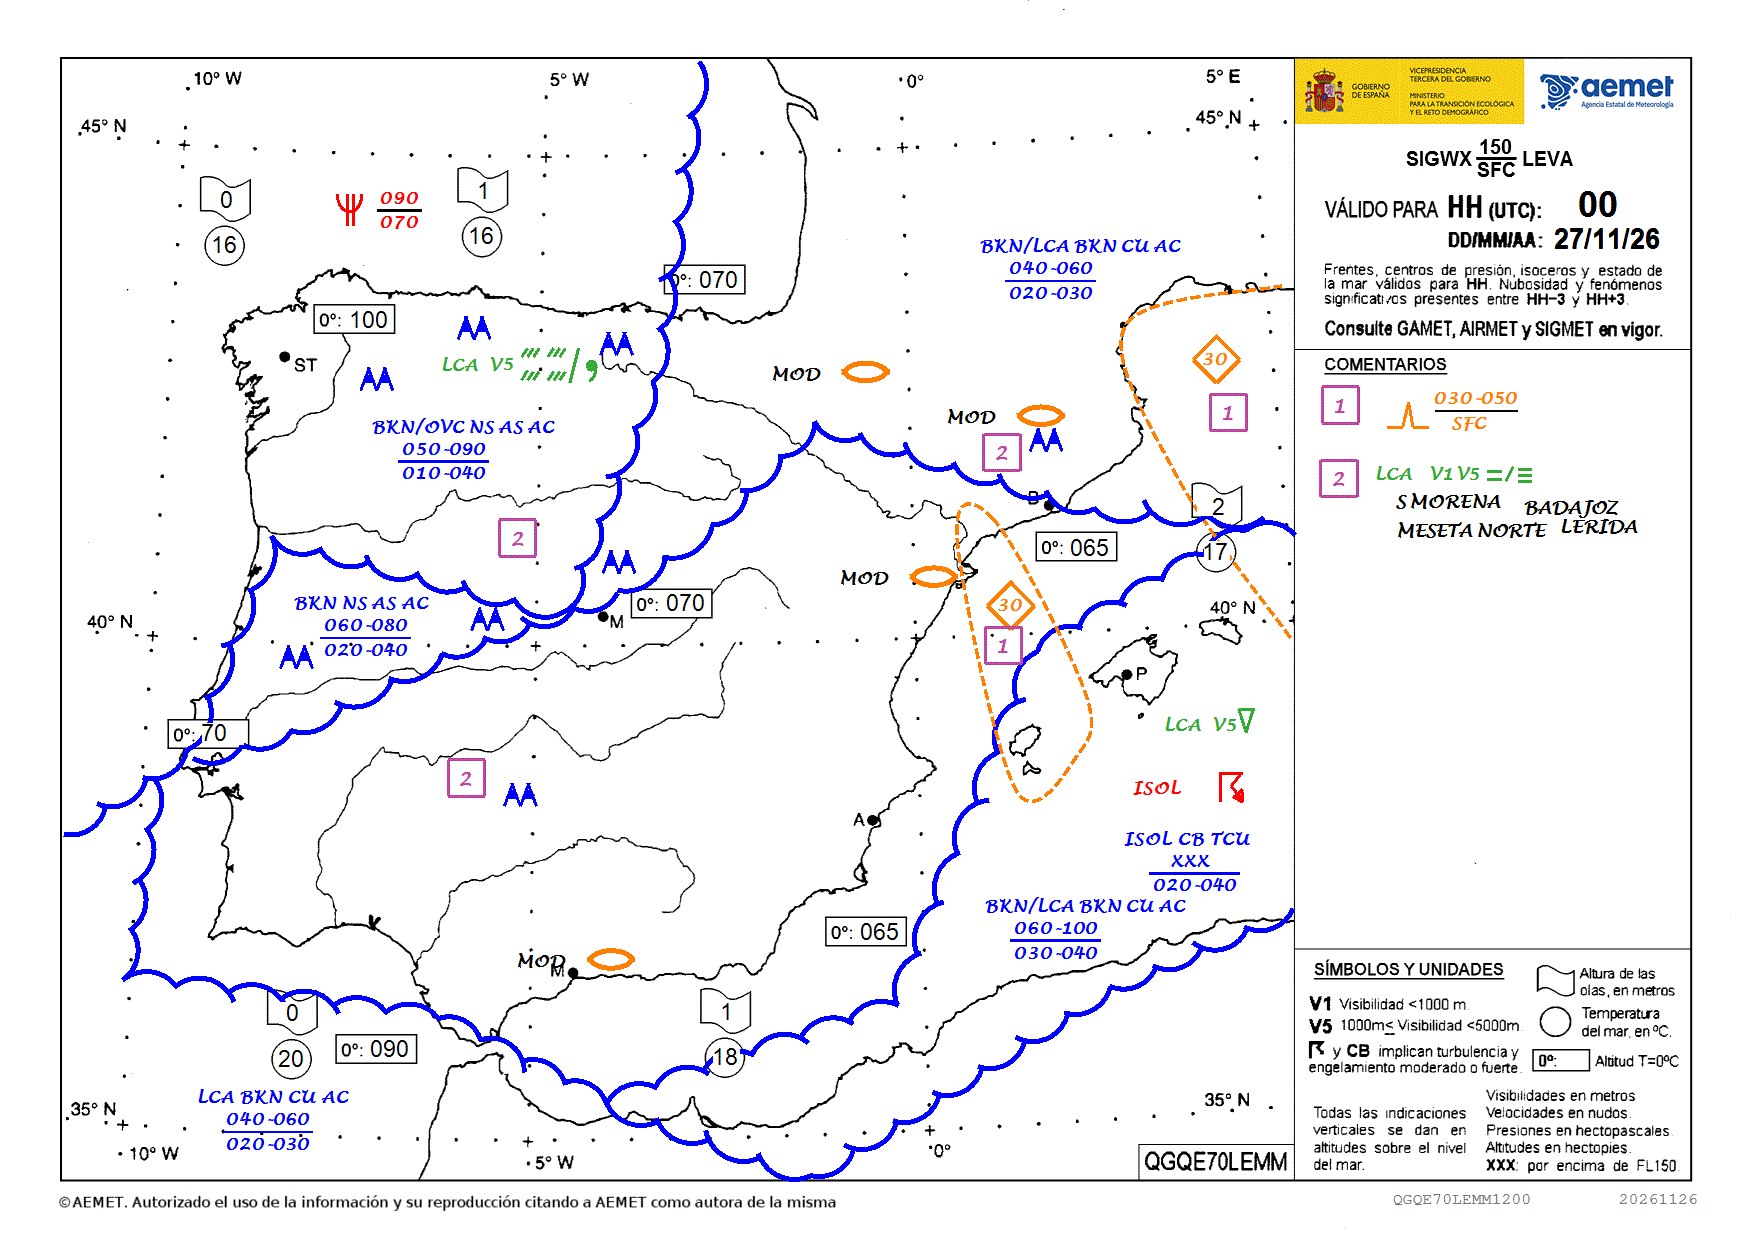 10° W
5° W
0°
5° E
45° N
45° N
0
16
090
070
1
16
0º: 070
0º: 100
ST
LCA V5
BKN/OVC NS AS AC
050-090
010-040
BKN/LCA BKN CU AC
040-060
020-030
MOD
MOD
2
30
1
B
2
17
0º: 065
2
MOD
30
1
BKN NS AS AC
060-080
020-040
0º: 070
M
40° N
40° N
P
0º: 70
LCA V5
2
ISOL
A
ISOL CB TCU
XXX
020-040
BKN/LCA BKN CU AC
060-100
030-040
0º: 065
MOD
M
0
20
0º: 090
1
18
LCA BKN CU AC
040-060
020-030
35° N
35° N
10° W
5° W
0°
QGQE70LEMM
GOBIERNO DE ESPAÑA
VICEPRESIDENCIA
TERCERA DEL GOBIERNO
MINISTERIO
PARA LA TRANSICIÓN ECOLÓGICA
Y EL RETO DEMOGRÁFICO
aemet
Agencia Estatal de Meteorología
SIGWX 150/SFC LEVA
VÁLIDO PARA HH (UTC): 00
DD/MM/AA: 27/11/26
Frentes, centros de presión, isoceros y estado de
la mar válidos para HH. Nubosidad y fenómenos
significativos presentes entre HH-3 y HH+3.
Consulte GAMET, AIRMET y SIGMET en vigor.
COMENTARIOS
1
030-050
SFC
2
LCA V1 V5
S MORENA BADAJOZ
MESETA NORTE LERIDA
SÍMBOLOS Y UNIDADES
V1 Visibilidad <1000 m.
V5 1000m≤ Visibilidad <5000m.
y CB implican turbulencia y
engelamiento moderado o fuerte.
Altura de las
olas, en metros
Temperatura
del mar, en ºC.
0º: Altitud T=0ºC
Todas las indicaciones
verticales se dan en
altitudes sobre el nivel
del mar.
Visibilidades en metros
Velocidades en nudos.
Presiones en hectopascales.
Altitudes en hectopies.
XXX: por encima de FL150.
©AEMET. Autorizado el uso de la información y su reproducción citando a AEMET como autora de la misma
QGQE70LEMM1200 20261126